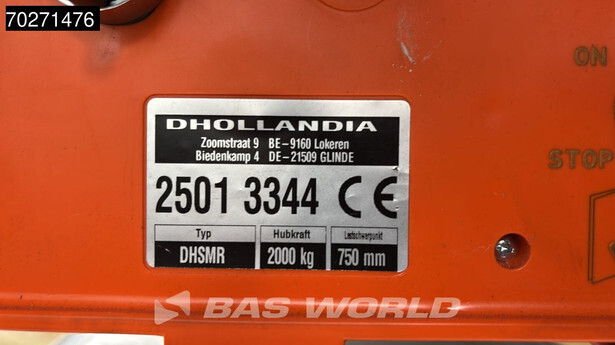 70271476
ON
DHOLLANDIA
Zoomstraat 9 BE-9160 Lokeren
Biedenkamp 4 DE-21509 GLINDE
STOP
2501 3344 CE
Typ Hubkraft Lastschwerpunkt
DHSMR 2000 kg 750 mm
BAS WORLD